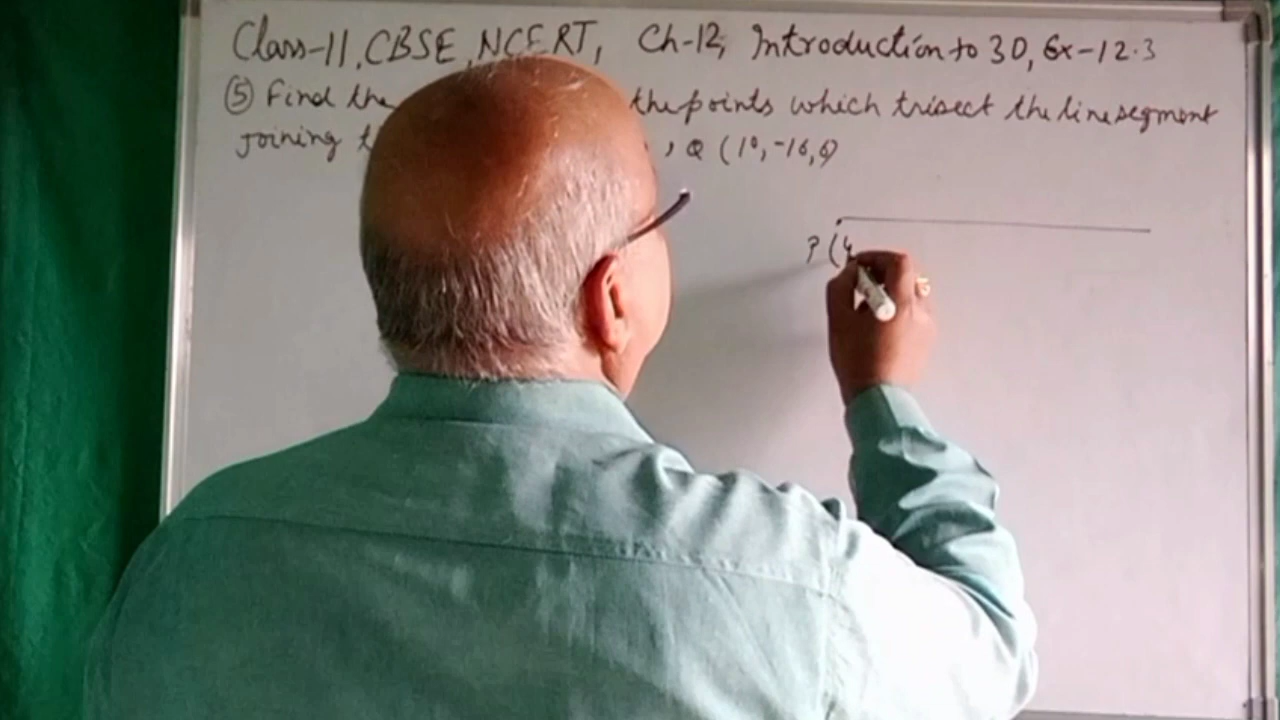 Class-11, CBSE, NCERT, Ch-12, Introduction to 3D, Ex-12.3
⑤ Find the the points which trisect the line segment
joining , Q (10,-16,6)
P (4